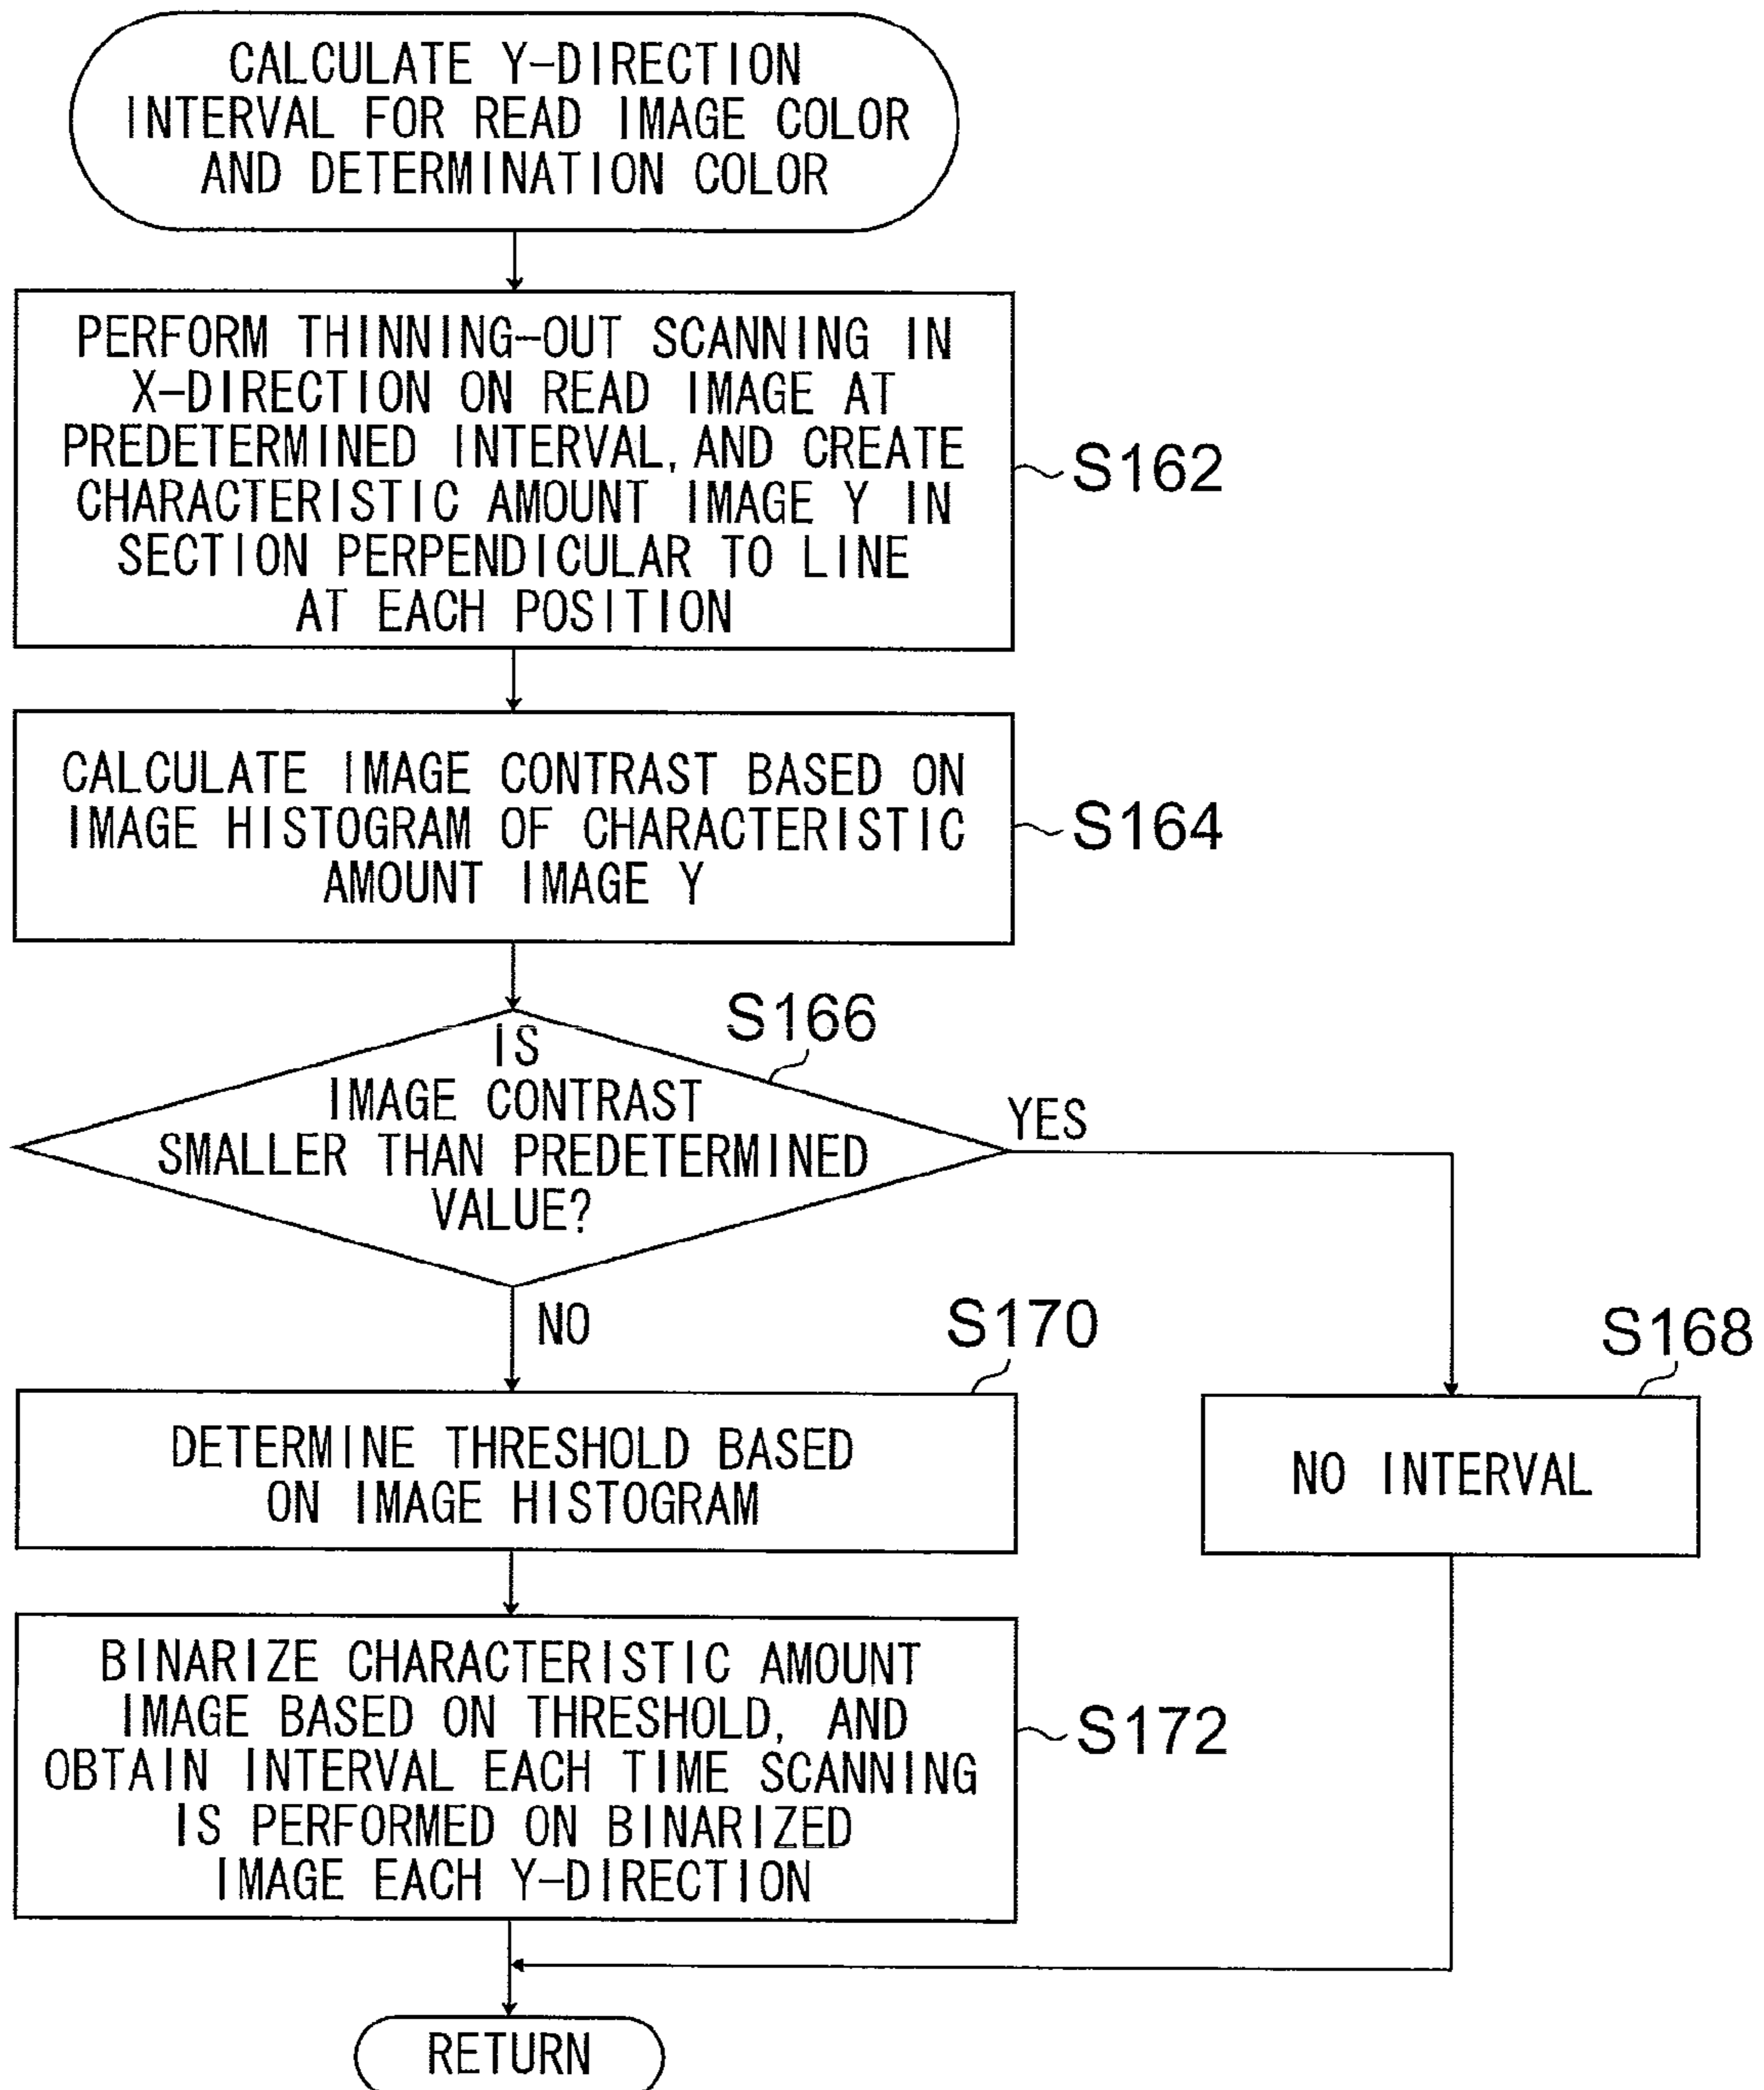 CALCULATE Y-DIRECTION
INTERVAL FOR READ IMAGE COLOR
AND DETERMINATION COLOR
PERFORM THINNING-OUT SCANNING IN
X-DIRECTION ON READ IMAGE AT
PREDETERMINED INTERVAL, AND CREATE
CHARACTERISTIC AMOUNT IMAGE Y IN
SECTION PERPENDICULAR TO LINE
AT EACH POSITION
S162
CALCULATE IMAGE CONTRAST BASED ON
IMAGE HISTOGRAM OF CHARACTERISTIC
AMOUNT IMAGE Y
S164
S166
IS
IMAGE CONTRAST
SMALLER THAN PREDETERMINED
VALUE?
YES
NO
S170
DETERMINE THRESHOLD BASED
ON IMAGE HISTOGRAM
S168
NO INTERVAL
BINARIZE CHARACTERISTIC AMOUNT
IMAGE BASED ON THRESHOLD, AND
OBTAIN INTERVAL EACH TIME SCANNING
IS PERFORMED ON BINARIZED
IMAGE EACH Y-DIRECTION
S172
RETURN